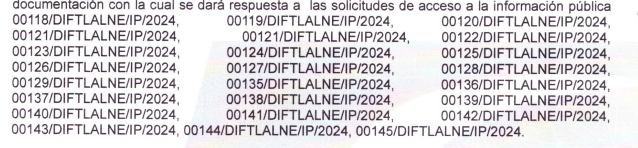 documentación con la cual se dará respuesta a las solicitudes de acceso a la información pública
00118/DIFTLALNE/IP/2024, 00119/DIFTLALNE/IP/2024, 00120/DIFTLALNE/IP/2024,
00121/DIFTLALNE/IP/2024, 00121/DIFTLALNE/IP/2024, 00122/DIFTLALNE/IP/2024,
00123/DIFTLALNE/IP/2024, 00124/DIFTLALNE/IP/2024, 00125/DIFTLALNE/IP/2024,
00126/DIFTLALNE/IP/2024, 00127/DIFTLALNE/IP/2024, 00128/DIFTLALNE/IP/2024,
00129/DIFTLALNE/IP/2024, 00135/DIFTLALNE/IP/2024, 00136/DIFTLALNE/IP/2024,
00137/DIFTLALNE/IP/2024, 00138/DIFTLALNE/IP/2024, 00139/DIFTLALNE/IP/2024,
00140/DIFTLALNE/IP/2024, 00141/DIFTLALNE/IP/2024, 00142/DIFTLALNE/IP/2024,
00143/DIFTLALNE/IP/2024, 00144/DIFTLALNE/IP/2024, 00145/DIFTLALNE/IP/2024.